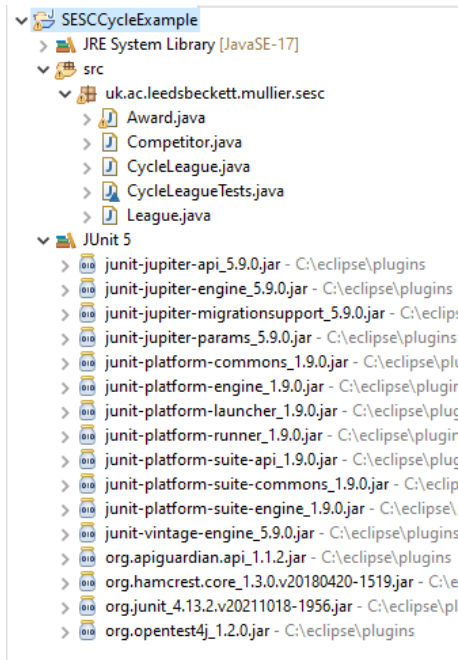 SESCCycleExample
JRE System Library [JavaSE-17]
src
uk.ac.leedsbeckett.mullier.sesc
Award.java
Competitor.java
CycleLeague.java
CycleLeagueTests.java
League.java
JUnit 5
junit-jupiter-api_5.9.0.jar - C:\eclipse\plugins
junit-jupiter-engine_5.9.0.jar - C:\eclipse\plugins
junit-jupiter-migrationsupport_5.9.0.jar - C:\eclips
junit-jupiter-params_5.9.0.jar - C:\eclipse\plugins
junit-platform-commons_1.9.0.jar - C:\eclipse\plu
junit-platform-engine_1.9.0.jar - C:\eclipse\plugin
junit-platform-launcher_1.9.0.jar - C:\eclipse\plug
junit-platform-runner_1.9.0.jar - C:\eclipse\plugin
junit-platform-suite-api_1.9.0.jar - C:\eclipse\plug
junit-platform-suite-commons_1.9.0.jar - C:\eclip
junit-platform-suite-engine_1.9.0.jar - C:\eclipse\
junit-vintage-engine_5.9.0.jar - C:\eclipse\plugins
org.apiguardian.api_1.1.2.jar - C:\eclipse\plugins
org.hamcrest.core_1.3.0.v20180420-1519.jar - C:\e
org.junit_4.13.2.v20211018-1956.jar - C:\eclipse\pl
org.opentest4j_1.2.0.jar - C:\eclipse\plugins